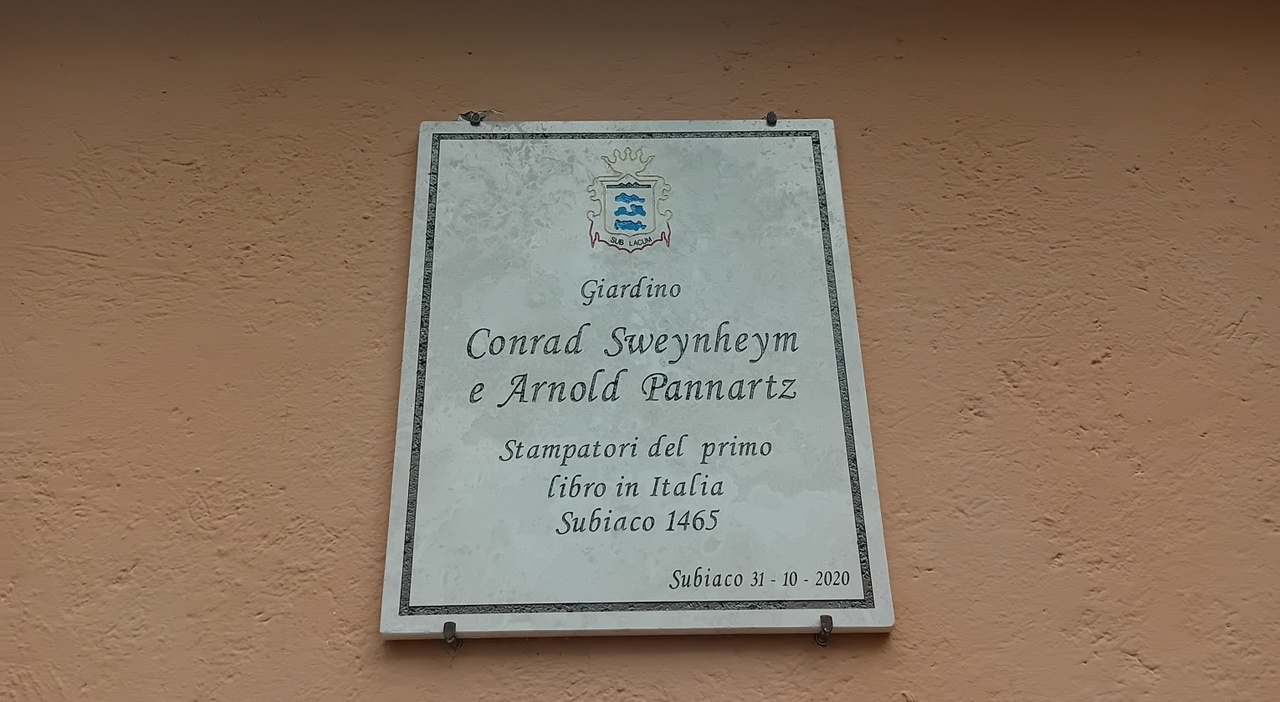 SUB LACUM
Giardino
Conrad Sweynheym
e Arnold Pannartz
Stampatori del primo
libro in Italia
Subiaco 1465
Subiaco 31 - 10 - 2020